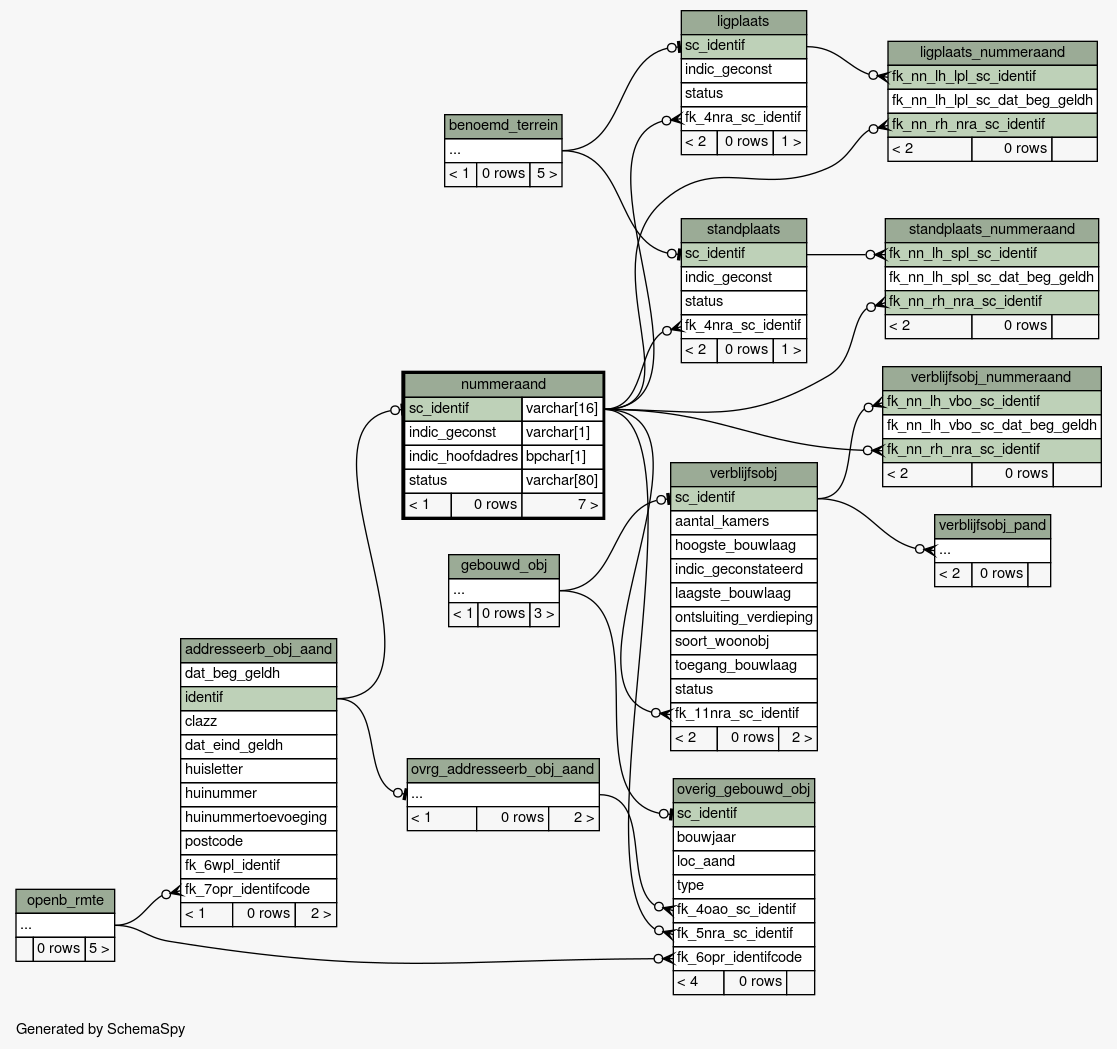 ligplaats
sc_identif
indic_geconst
status
fk_4nra_sc_identif
< 2 0 rows 1 >
ligplaats_nummeraand
fk_nn_lh_lpl_sc_identif
fk_nn_lh_lpl_sc_dat_beg_geldh
fk_nn_rh_nra_sc_identif
< 2 0 rows
benoemd_terrein
...
< 1 0 rows 5 >
standplaats
sc_identif
indic_geconst
status
fk_4nra_sc_identif
< 2 0 rows 1 >
standplaats_nummeraand
fk_nn_lh_spl_sc_identif
fk_nn_lh_spl_sc_dat_beg_geldh
fk_nn_rh_nra_sc_identif
< 2 0 rows
nummeraand
sc_identif varchar[16]
indic_geconst varchar[1]
indic_hoofdadres bpchar[1]
status varchar[80]
< 1 0 rows 7 >
verblijfsobj_nummeraand
fk_nn_lh_vbo_sc_identif
fk_nn_lh_vbo_sc_dat_beg_geldh
fk_nn_rh_nra_sc_identif
< 2 0 rows
verblijfsobj
sc_identif
aantal_kamers
hoogste_bouwlaag
indic_geconstateerd
laagste_bouwlaag
ontsluiting_verdieping
soort_woonobj
toegang_bouwlaag
status
fk_11nra_sc_identif
< 2 0 rows 2 >
verblijfsobj_pand
...
< 2 0 rows
gebouwd_obj
...
< 1 0 rows 3 >
addresseerb_obj_aand
dat_beg_geldh
identif
clazz
dat_eind_geldh
huisletter
huinummer
huinummertoevoeging
postcode
fk_6wpl_identif
fk_7opr_identifcode
< 1 0 rows 2 >
ovrg_addresseerb_obj_aand
...
< 1 0 rows 2 >
overig_gebouwd_obj
sc_identif
bouwjaar
loc_aand
type
fk_4oao_sc_identif
fk_5nra_sc_identif
fk_6opr_identifcode
< 4 0 rows
openb_rmte
...
0 rows 5 >
Generated by SchemaSpy